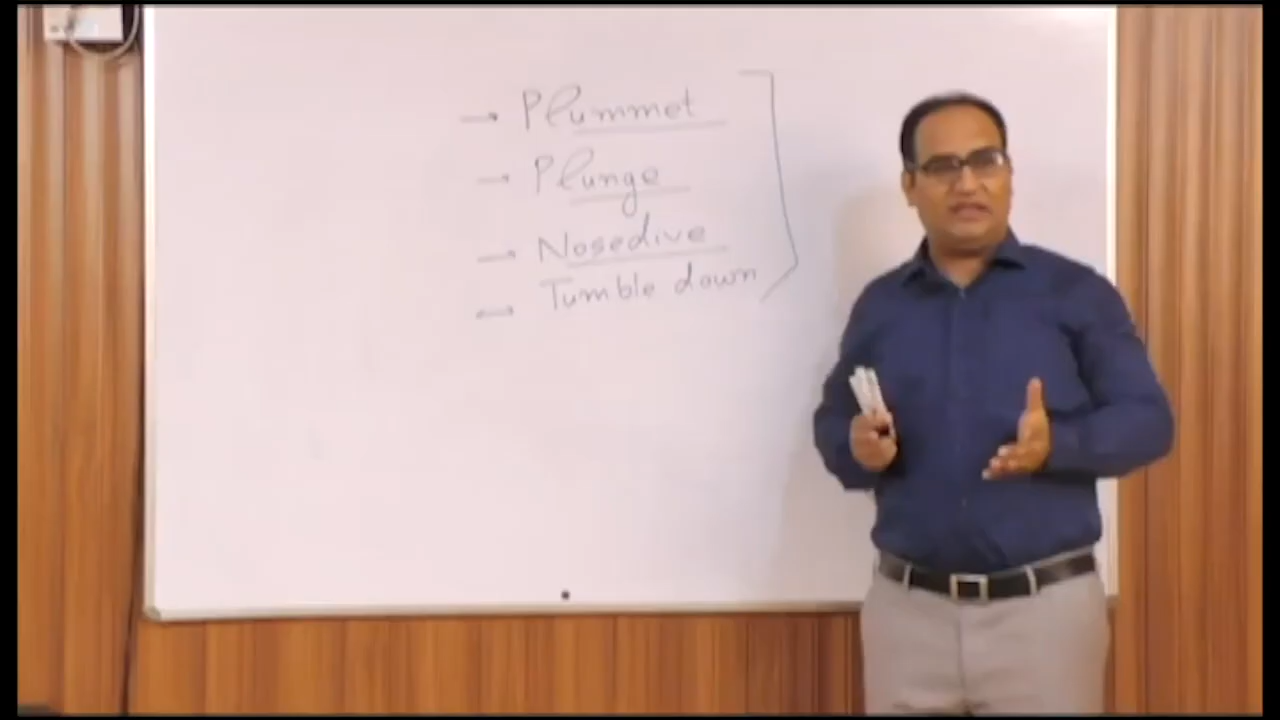 → Plummet
→ Plunge
→ Nosedive
→ Tumble down